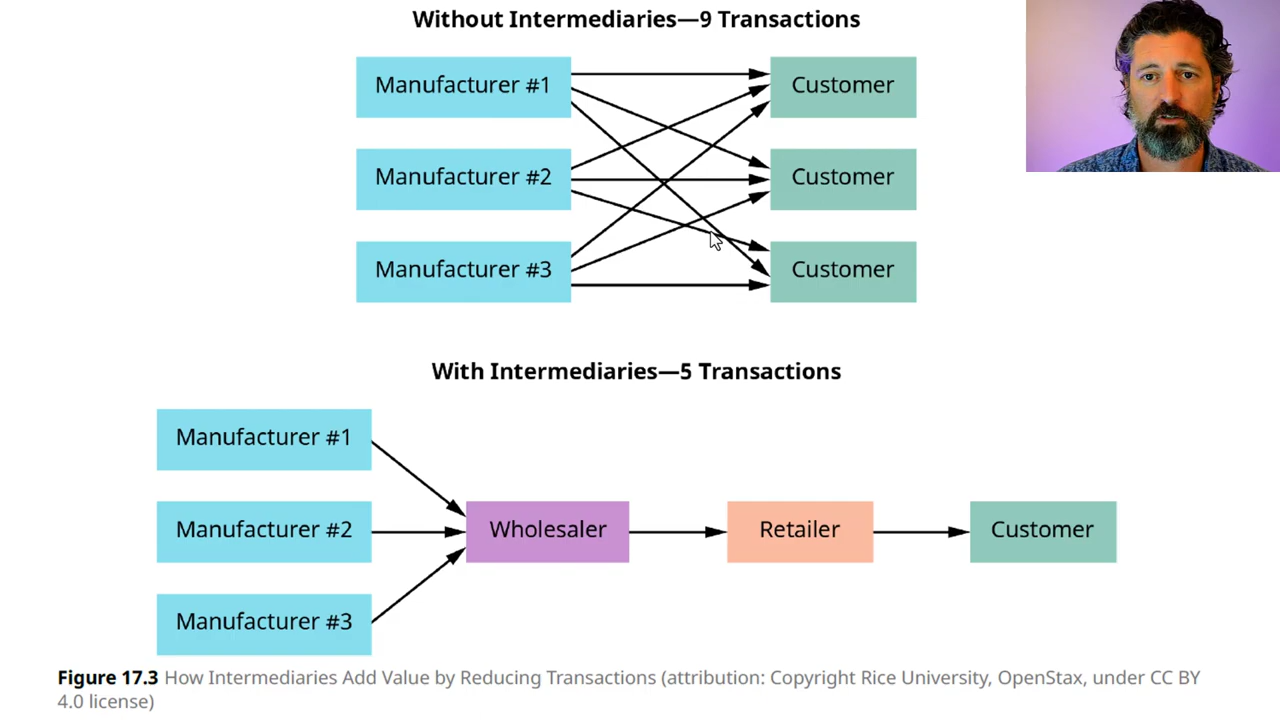 Without Intermediaries—9 Transactions
Manufacturer #1
Customer
Manufacturer #2
Customer
Manufacturer #3
Customer
With Intermediaries—5 Transactions
Manufacturer #1
Manufacturer #2
Wholesaler
Retailer
Customer
Manufacturer #3
Figure 17.3 How Intermediaries Add Value by Reducing Transactions (attribution: Copyright Rice University, OpenStax, under CC BY
4.0 license)